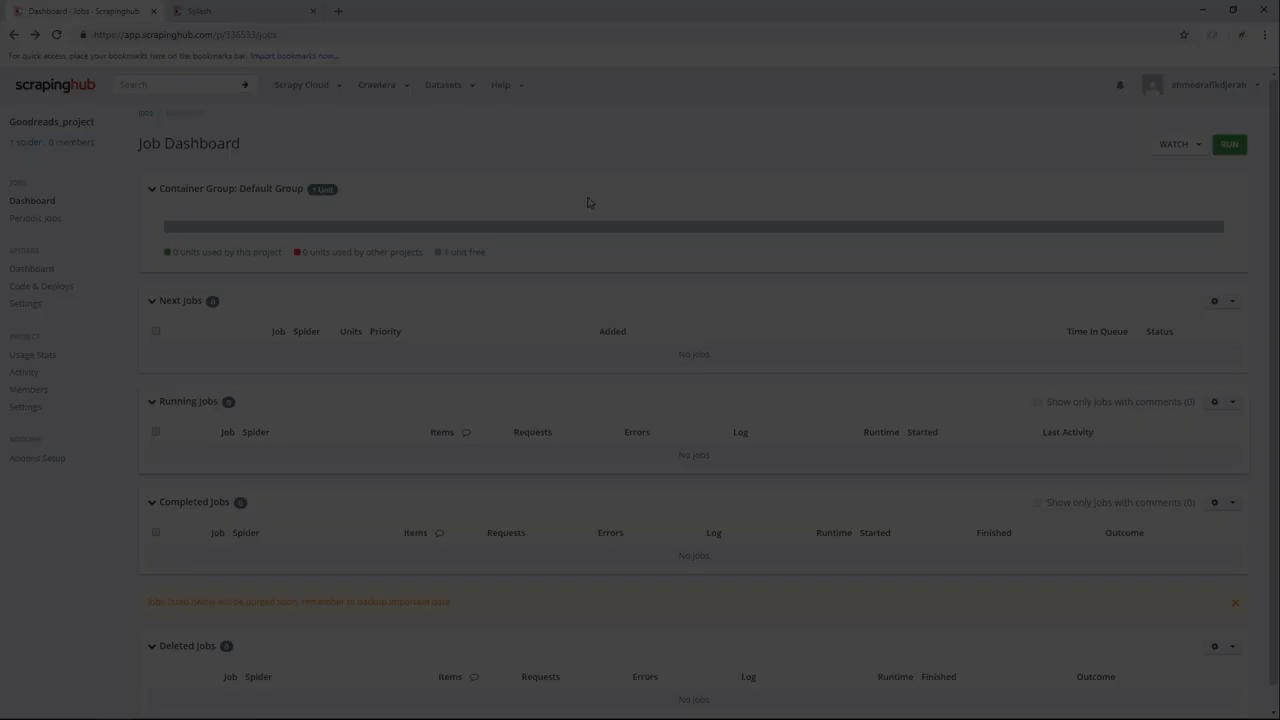 Dashboard - Jobs - Scrapinghub
Splash
https://app.scrapinghub.com/p/336533/jobs
For quick access, place your bookmarks here on the bookmarks bar. Import bookmarks now...
scrapinghub
Search
Scrapy Cloud
Crawlera
Datasets
Help
ahmedrafikdjerah
Goodreads_project
1 spider . 0 members
JOBS
Dashboard
Periodic Jobs
SPIDERS
Dashboard
Code & Deploys
Settings
PROJECT
Usage Stats
Activity
Members
Settings
Addons Setup
Jobs / Dashboard
Job Dashboard
WATCH
RUN
Container Group: Default Group 1 Unit
0 units used by this project
0 units used by other projects
1 unit free
Next Jobs 0
Job Spider Units Priority Added Time In Queue Status
No jobs
Running Jobs 0
Show only jobs with comments (0)
Job Spider Items Requests Errors Log Runtime Started Last Activity
No jobs
Completed Jobs 0
Show only jobs with comments (0)
Job Spider Items Requests Errors Log Runtime Started Finished Outcome
No jobs
Jobs listed below will be purged soon, remember to backup important data
Deleted Jobs 0
Job Spider Items Requests Errors Log Runtime Finished Outcome
No jobs